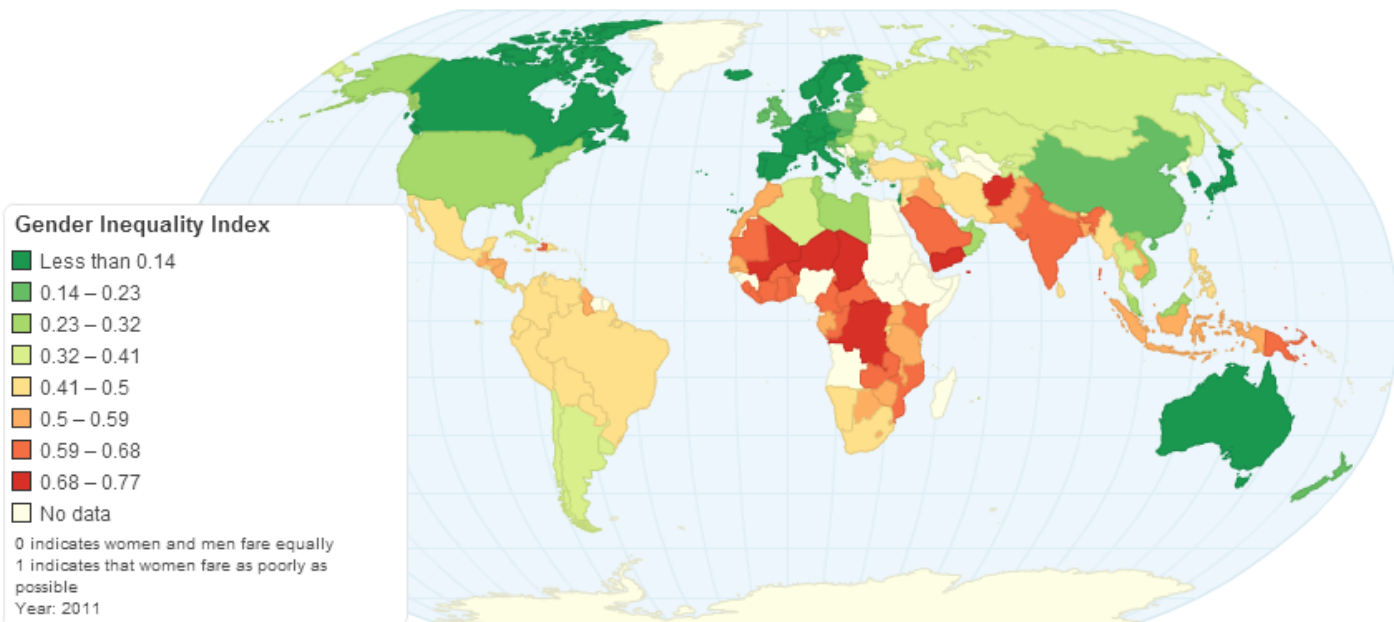 Gender Inequality Index
Less than 0.14
0.14 – 0.23
0.23 – 0.32
0.32 – 0.41
0.41 – 0.5
0.5 – 0.59
0.59 – 0.68
0.68 – 0.77
No data
0 indicates women and men fare equally
1 indicates that women fare as poorly as
possible
Year: 2011